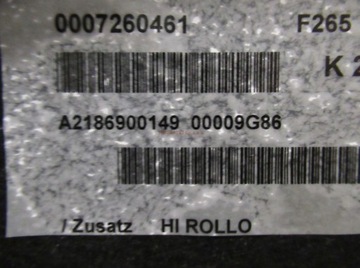 0007260461 F265
K 2
A2186900149 00009G86
/ Zusatz HI ROLLO